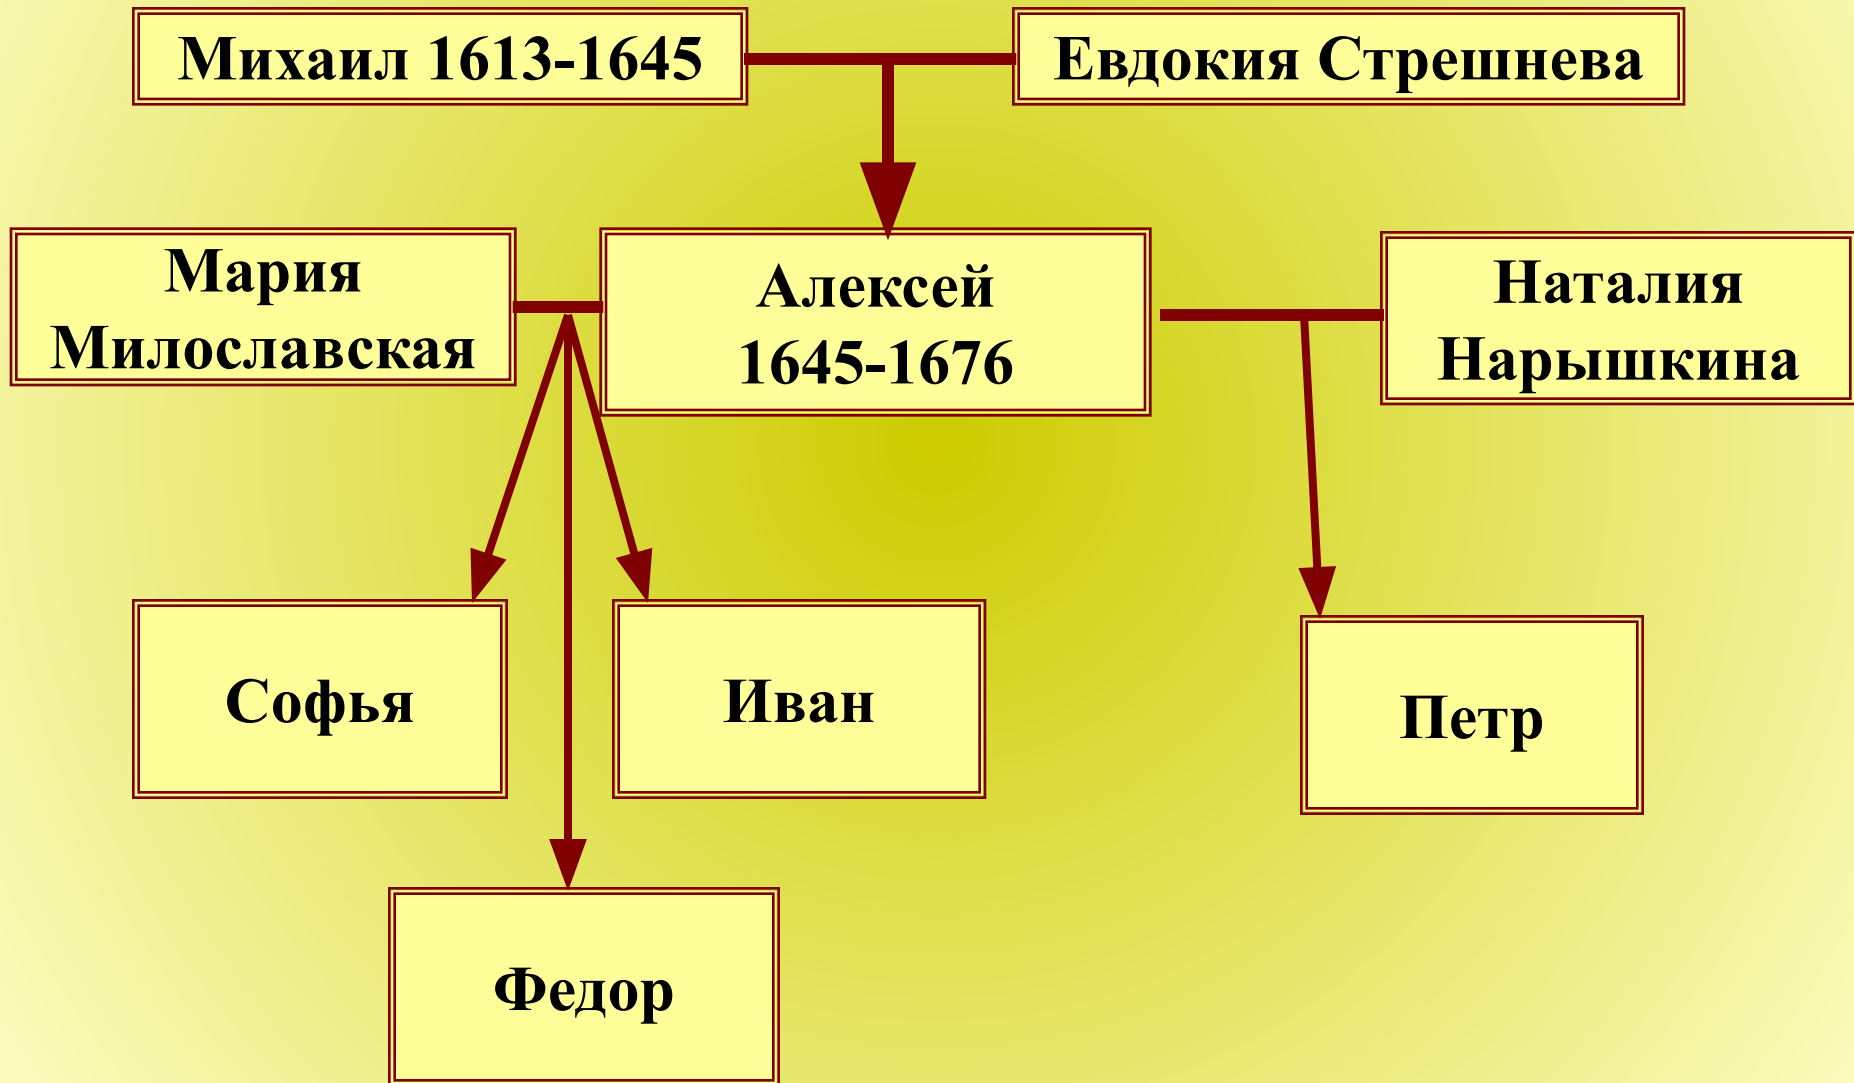 Михаил 1613-1645
Евдокия Стрешнева
Мария
Милославская
Алексей
1645-1676
Наталия
Нарышкина
Софья
Иван
Петр
Федор